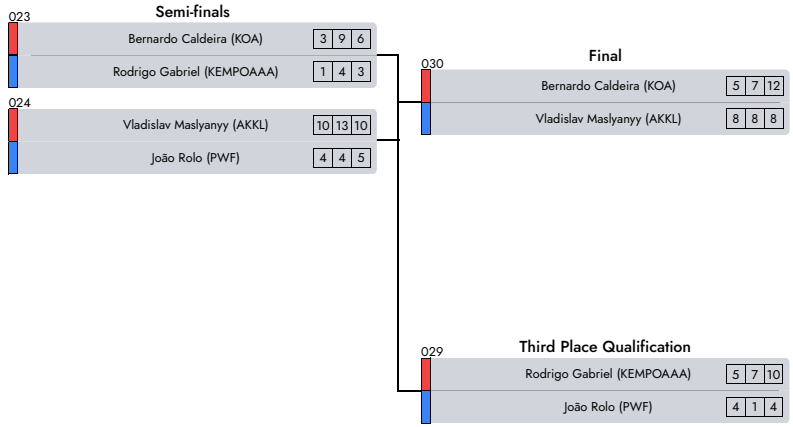 Semi-finals
023
Bernardo Caldeira (KOA) 3 9 6
Rodrigo Gabriel (KEMPOAAA) 1 4 3
024
Vladislav Maslyanyy (AKKL) 10 13 10
João Rolo (PWF) 4 4 5
Final
030
Bernardo Caldeira (KOA) 5 7 12
Vladislav Maslyanyy (AKKL) 8 8 8
Third Place Qualification
029
Rodrigo Gabriel (KEMPOAAA) 5 7 10
João Rolo (PWF) 4 1 4